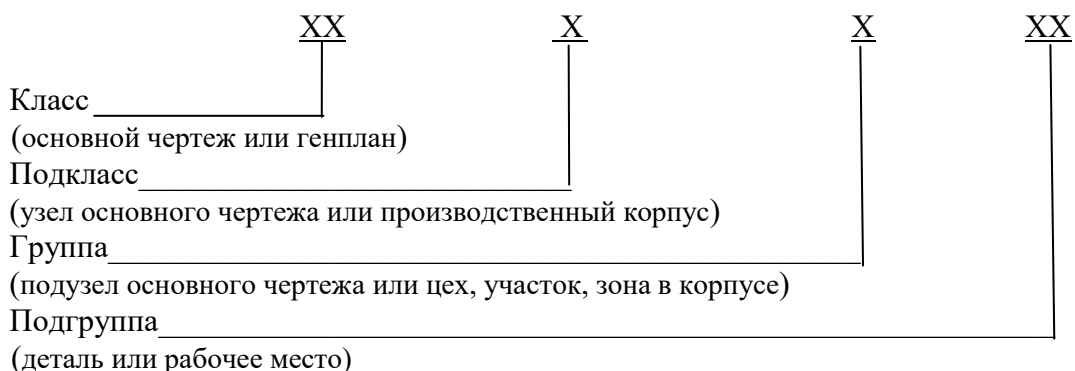 XX X X XX
Класс
(основной чертеж или генплан)
Подкласс
(узел основного чертежа или производственный корпус)
Группа
(подузел основного чертежа или цех, участок, зона в корпусе)
Подгруппа
(деталь или рабочее место)